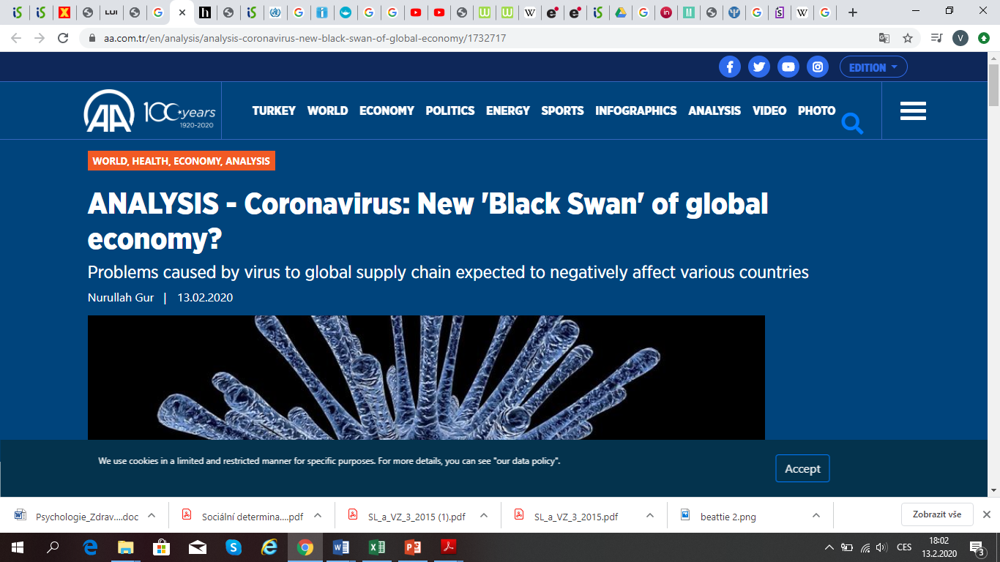 aa.com.tr/en/analysis/analysis-coronavirus-new-black-swan-of-global-economy/1732717
V
EDITION
AA 100 years
1920-2020
TURKEY WORLD ECONOMY POLITICS ENERGY SPORTS INFOGRAPHICS ANALYSIS VIDEO PHOTO
WORLD, HEALTH, ECONOMY, ANALYSIS
ANALYSIS - Coronavirus: New 'Black Swan' of global
economy?
Problems caused by virus to global supply chain expected to negatively affect various countries
Nurullah Gur | 13.02.2020
We use cookies in a limited and restricted manner for specific purposes. For more details, you can see "our data policy".
Accept
Psychologie_Zdrav....doc
Sociální determina....pdf
SL_a_VZ_3_2015 (1).pdf
SL_a_VZ_3_2015.pdf
beattie 2.png
Zobrazit vše
CES
18:02
13.2.2020
3